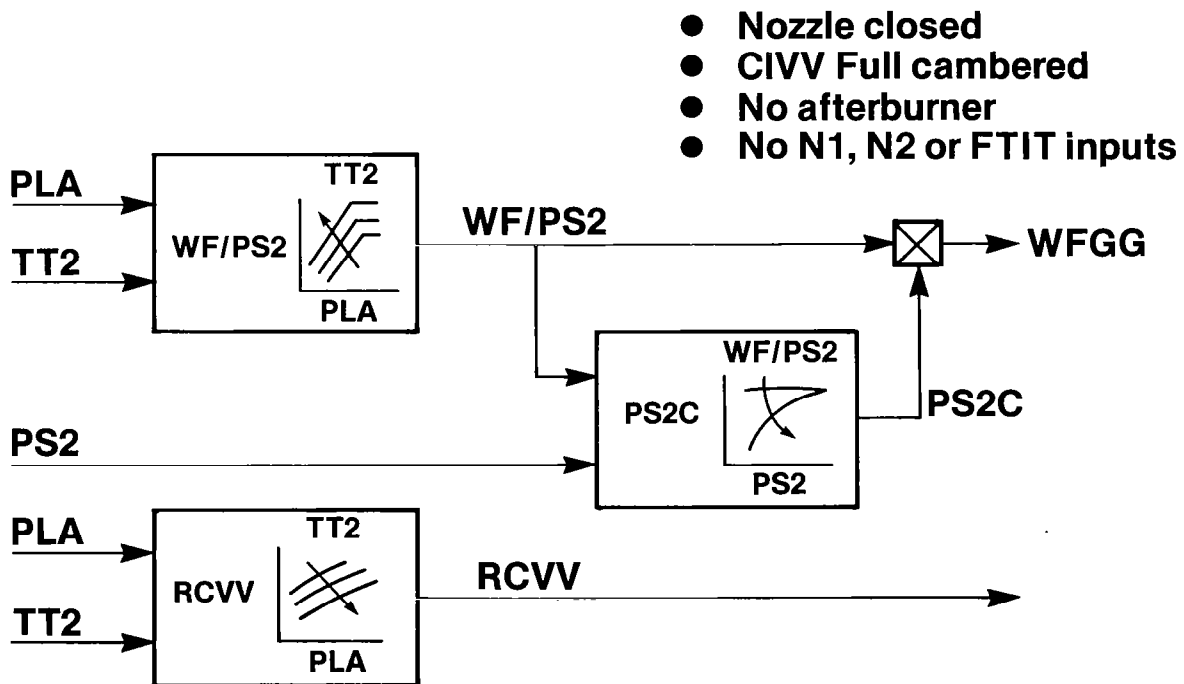 ● Nozzle closed
● CIVV Full cambered
● No afterburner
● No N1, N2 or FTIT inputs
PLA
TT2
TT2
WF/PS2
PLA
WF/PS2
WFGG
WF/PS2
PS2C
PS2
PS2C
PS2
PLA
TT2
TT2
RCVV
PLA
RCVV